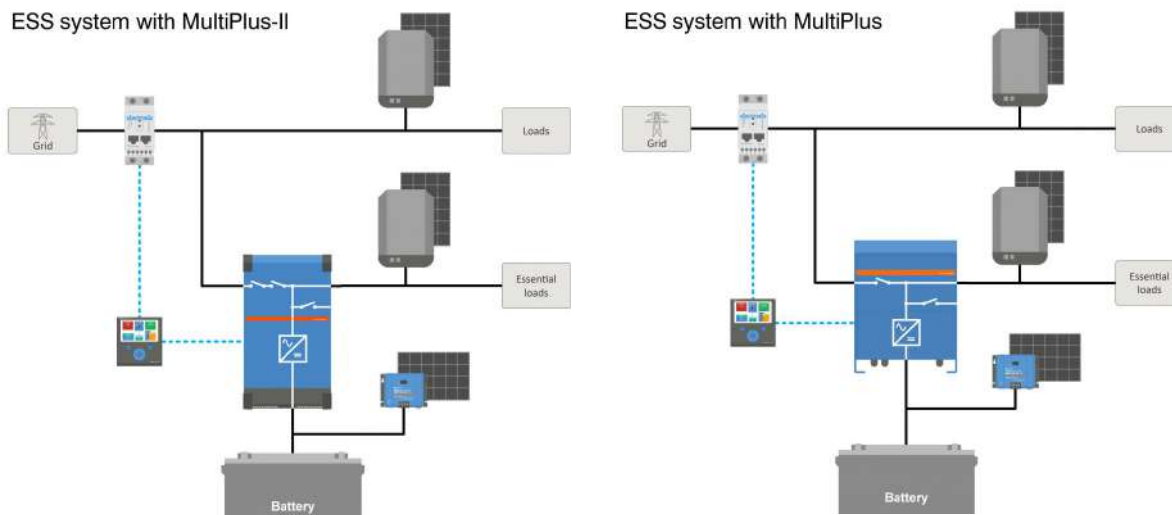 ESS system with MultiPlus-II
Grid
Loads
Essential
loads
Battery
ESS system with MultiPlus
Grid
Loads
Essential
loads
Battery